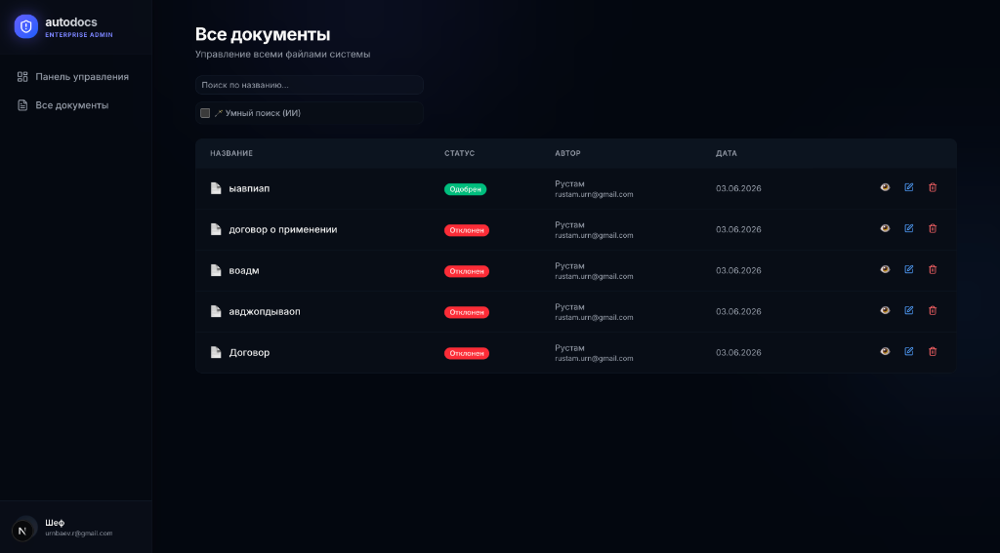 autodocs
ENTERPRISE ADMIN
Панель управления
Все документы
Все документы
Управление всеми файлами системы
Поиск по названию...
Умный поиск (ИИ)
НАЗВАНИЕ СТАТУС АВТОР ДАТА
ыавпиап Одобрен Рустам 03.06.2026
rustam.urn@gmail.com
договор о применении Отклонен Рустам 03.06.2026
rustam.urn@gmail.com
воадм Отклонен Рустам 03.06.2026
rustam.urn@gmail.com
авджопдываоп Отклонен Рустам 03.06.2026
rustam.urn@gmail.com
Договор Отклонен Рустам 03.06.2026
rustam.urn@gmail.com
N
Шеф
urnbaev.r@gmail.com